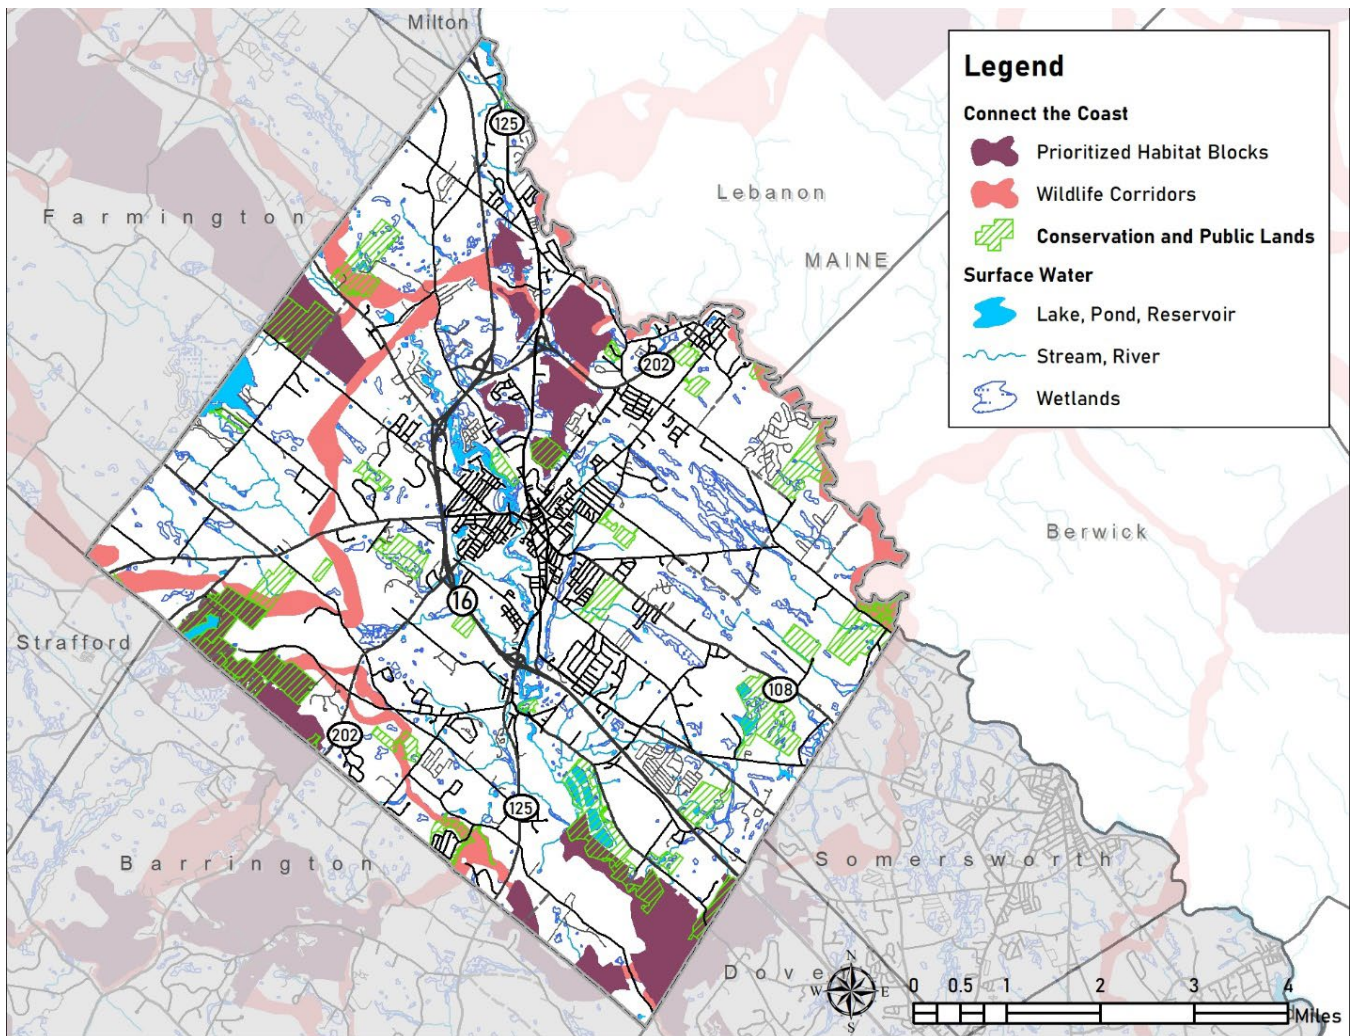 Milton
Legend
Connect the Coast
Prioritized Habitat Blocks
Wildlife Corridors
Conservation and Public Lands
Surface Water
Lake, Pond, Reservoir
Stream, River
Wetlands
125
Lebanon
Farmington
MAINE
202
Berwick
16
Strafford
108
202
125
Barrington
Somersworth
Dove
N
W E
S
0 0.5 1 2 3 4
Miles